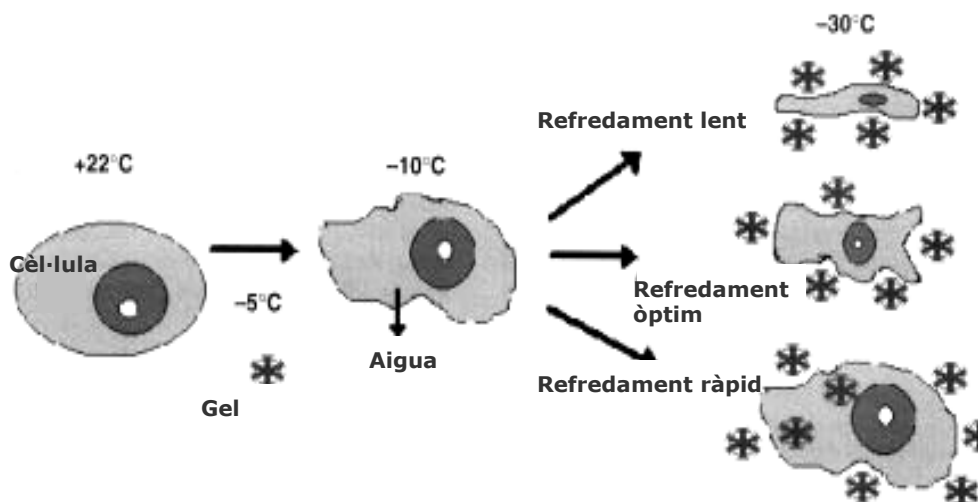 −30°C
Refredament lent
+22°C
−10°C
Cèl·lula
−5°C
Refredament
òptim
Aigua
Refredament ràpid
Gel